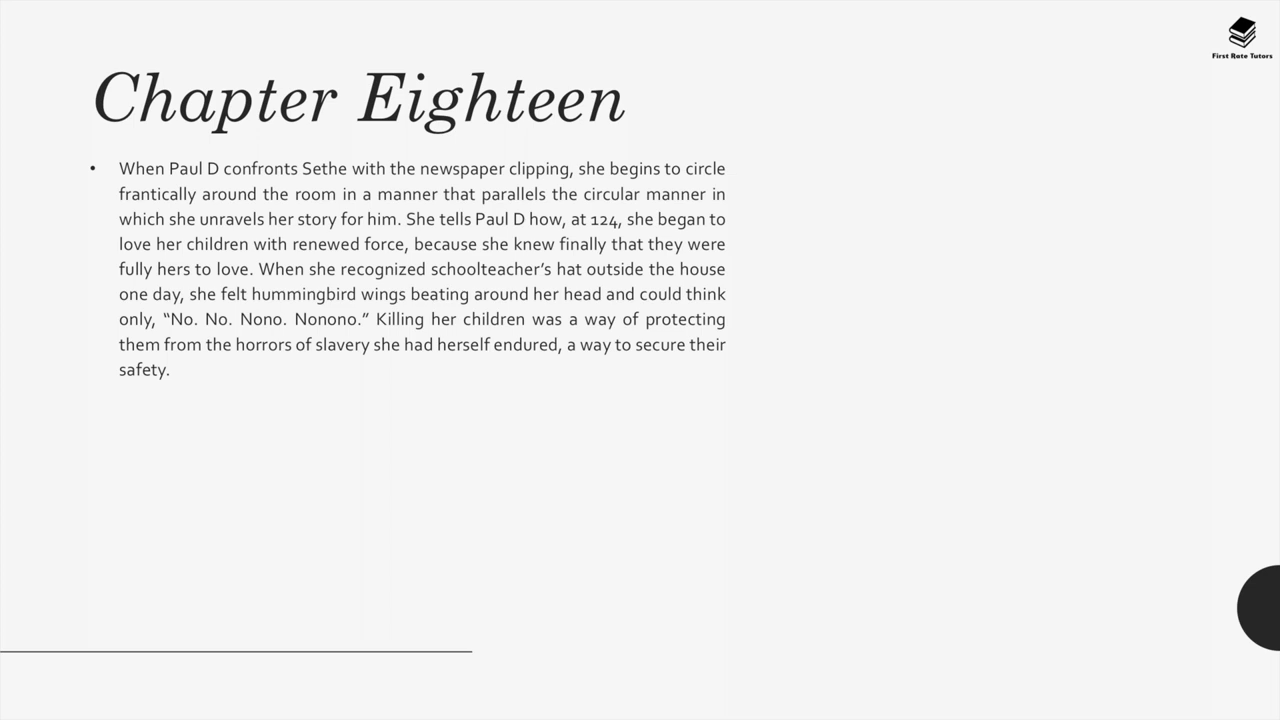 First Rate Tutors
Chapter Eighteen
• When Paul D confronts Sethe with the newspaper clipping, she begins to circle
frantically around the room in a manner that parallels the circular manner in
which she unravels her story for him. She tells Paul D how, at 124, she began to
love her children with renewed force, because she knew finally that they were
fully hers to love. When she recognized schoolteacher’s hat outside the house
one day, she felt hummingbird wings beating around her head and could think
only, “No. No. Nono. Nonono.” Killing her children was a way of protecting
them from the horrors of slavery she had herself endured, a way to secure their
safety.